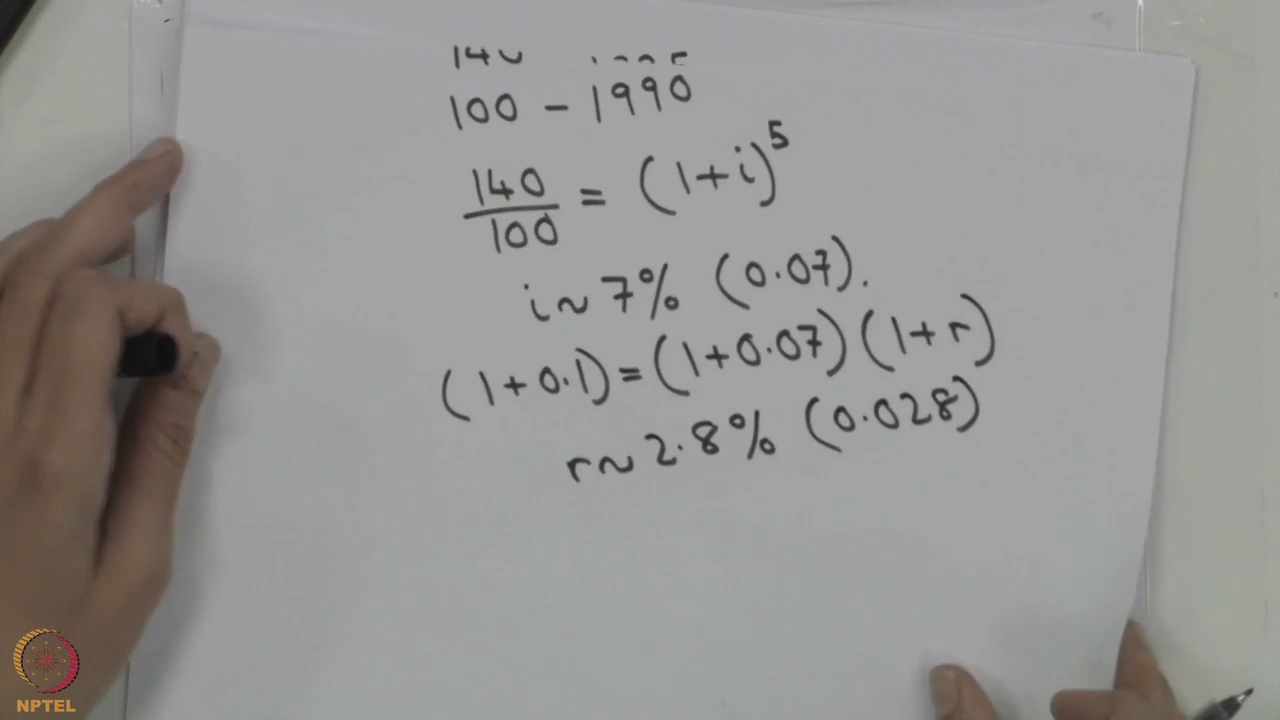 140
100 - 1990
140/100 = (1+i)^5
i ~ 7% (0.07).
(1+0.1) = (1+0.07)(1+r)
r ~ 2.8% (0.028)
NPTEL